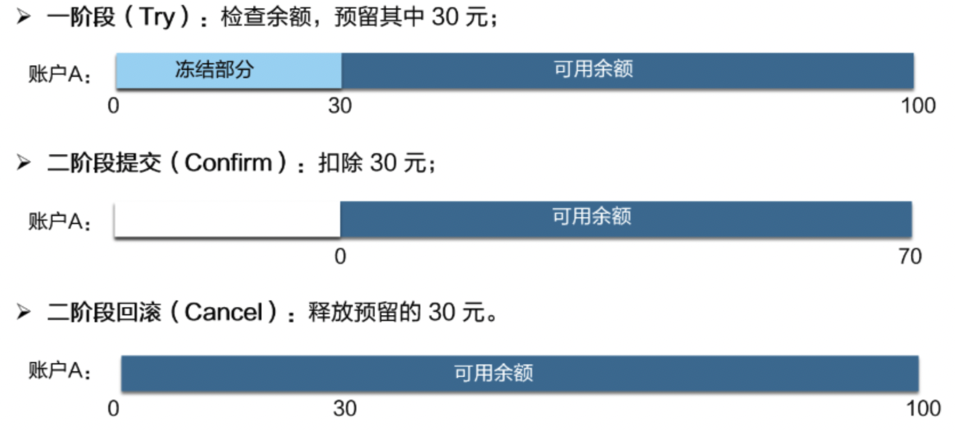 ➤ 一阶段（Try）：检查余额，预留其中 30 元；
账户A： 冻结部分 可用余额
0 30 100
➤ 二阶段提交（Confirm）：扣除 30 元；
账户A： 可用余额
0 70
➤ 二阶段回滚（Cancel）：释放预留的 30 元。
账户A： 可用余额
0 30 100